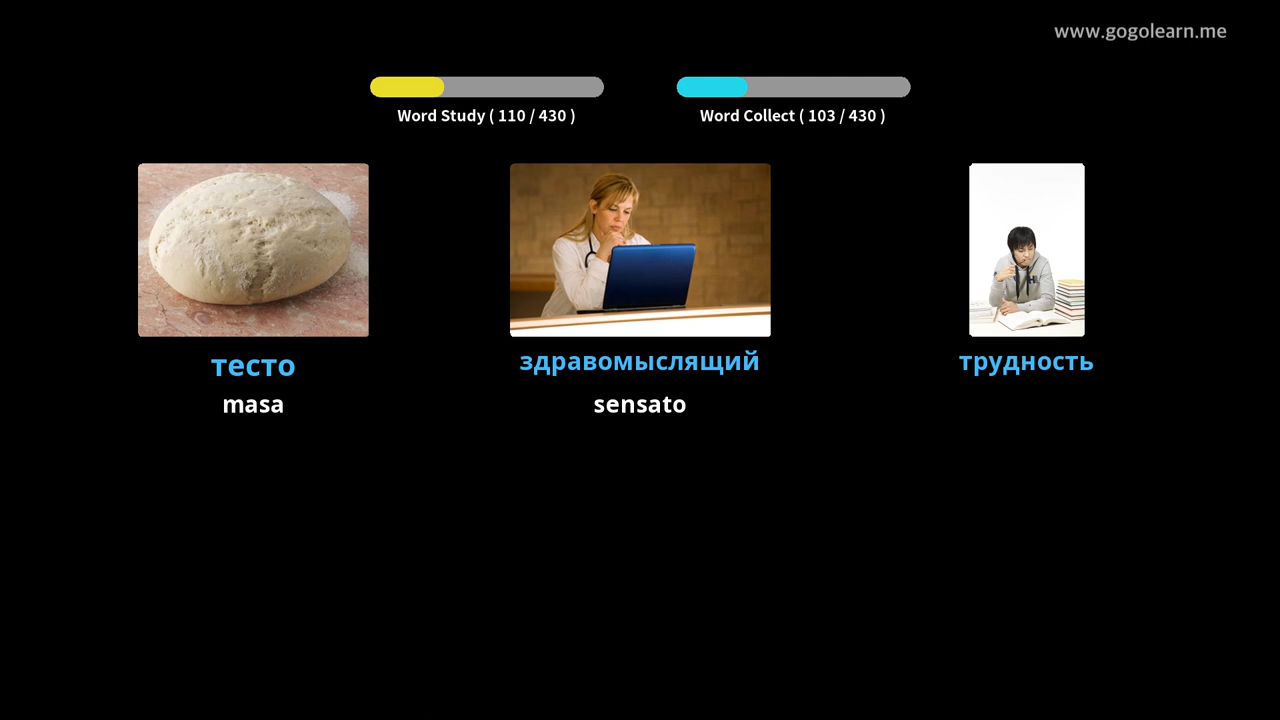 www.gogolearn.me
Word Study ( 110 / 430 )
Word Collect ( 103 / 430 )
тесто
masa
здравомыслящий
sensato
трудность